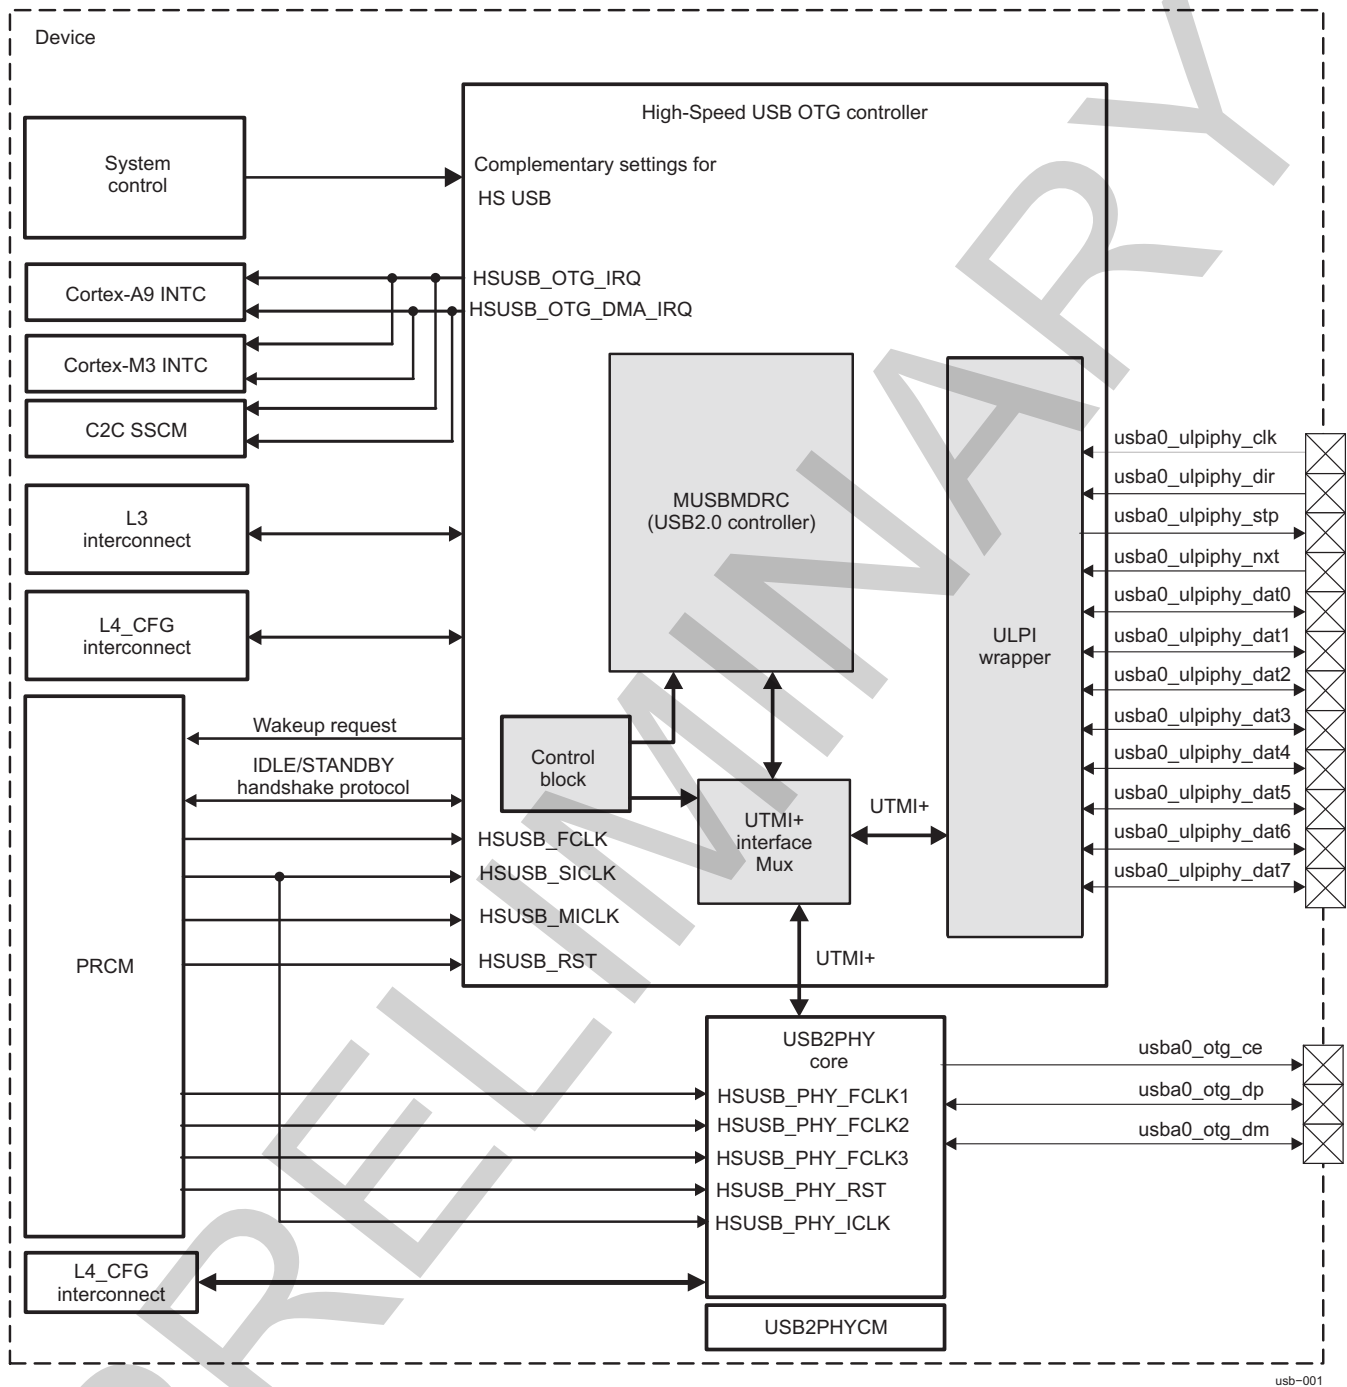 Device
High-Speed USB OTG controller
System
control
Complementary settings for
HS USB
HSUSB_OTG_IRQ
Cortex-A9 INTC
HSUSB_OTG_DMA_IRQ
Cortex-M3 INTC
C2C SSCM
L3
interconnect
L4_CFG
interconnect
MUSBMDRC
(USB2.0 controller)
ULPI
wrapper
usba0_ulpiphy_clk
usba0_ulpiphy_dir
usba0_ulpiphy_stp
usba0_ulpiphy_nxt
usba0_ulpiphy_dat0
usba0_ulpiphy_dat1
usba0_ulpiphy_dat2
usba0_ulpiphy_dat3
usba0_ulpiphy_dat4
usba0_ulpiphy_dat5
usba0_ulpiphy_dat6
usba0_ulpiphy_dat7
Wakeup request
IDLE/STANDBY
handshake protocol
Control
block
UTMI+
interface
Mux
UTMI+
HSUSB_FCLK
HSUSB_SICLK
HSUSB_MICLK
HSUSB_RST
PRCM
UTMI+
USB2PHY
core
HSUSB_PHY_FCLK1
HSUSB_PHY_FCLK2
HSUSB_PHY_FCLK3
HSUSB_PHY_RST
HSUSB_PHY_ICLK
usba0_otg_ce
usba0_otg_dp
usba0_otg_dm
L4_CFG
interconnect
USB2PHYCM
usb−001
PRELIMINARY